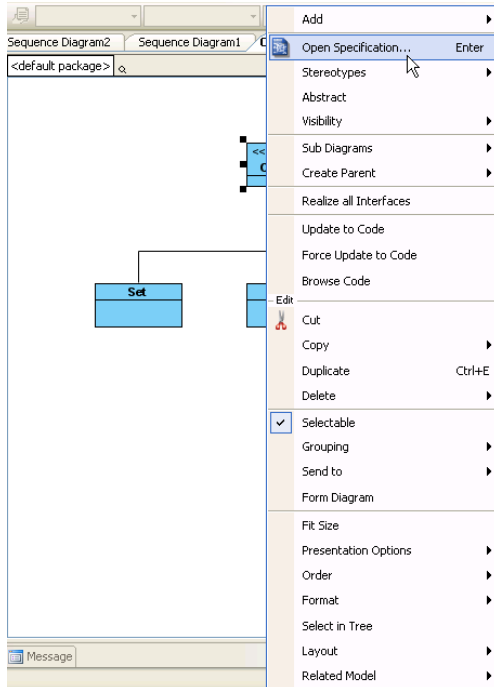 Add
Sequence Diagram2
Sequence Diagram1
Open Specification... Enter
<default package>
Stereotypes
Abstract
Visibility
<<
Sub Diagrams
Create Parent
Realize all Interfaces
Update to Code
Force Update to Code
Browse Code
Set
Edit
Cut
Copy
Duplicate Ctrl+E
Delete
Selectable
Grouping
Send to
Form Diagram
Fit Size
Presentation Options
Order
Format
Select in Tree
Message
Layout
Related Model